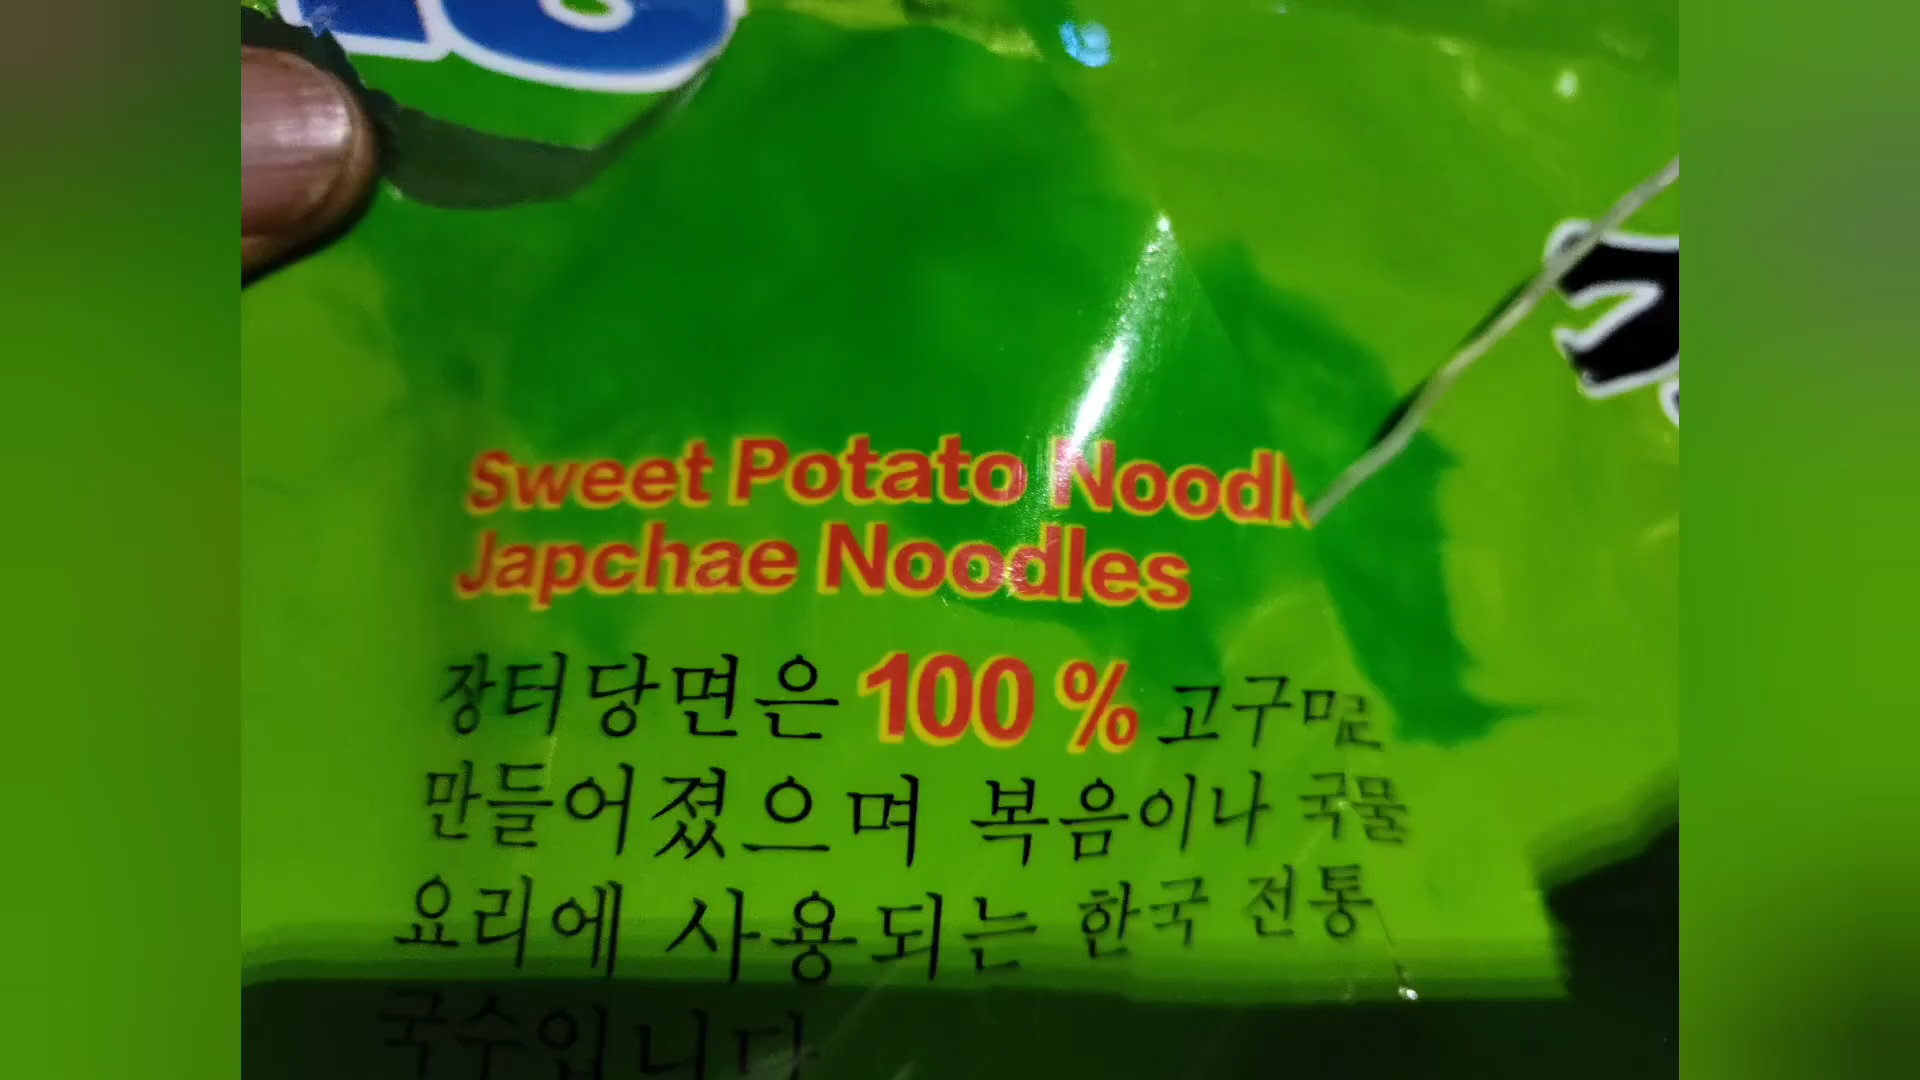 Sweet Potato Noodl
Japchae Noodles
장터당면은 100 % 고구마로
만들어졌으며 볶음이나 국물
요리에 사용되는 한국 전통
국수입니다